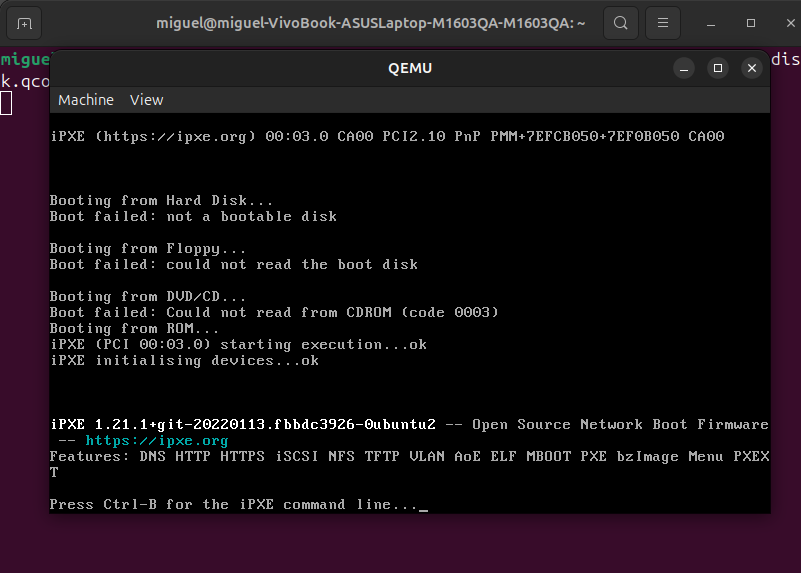 miguel@miguel-VivoBook-ASUSLaptop-M1603QA-M1603QA: ~
QEMU
Machine View
iPXE (https://ipxe.org) 00:03.0 CA00 PCI2.10 PnP PMM+7EFCB050+7EF0B050 CA00
Booting from Hard Disk...
Boot failed: not a bootable disk
Booting from Floppy...
Boot failed: could not read the boot disk
Booting from DVD/CD...
Boot failed: Could not read from CDROM (code 0003)
Booting from ROM...
iPXE (PCI 00:03.0) starting execution...ok
iPXE initialising devices...ok
iPXE 1.21.1+git-20220113.fbbdc3926-0ubuntu2 -- Open Source Network Boot Firmware
-- https://ipxe.org
Features: DNS HTTP HTTPS iSCSI NFS TFTP VLAN AoE ELF MBOOT PXE bzImage Menu PXEX
T
Press Ctrl-B for the iPXE command line..._